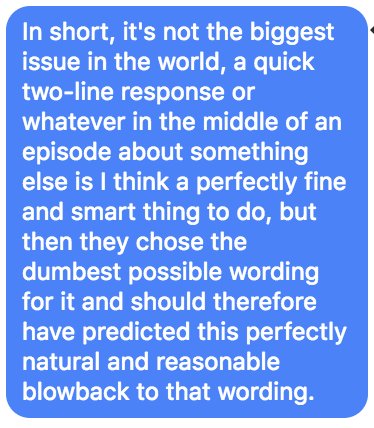 In short, it's not the biggest
issue in the world, a quick
two-line response or
whatever in the middle of an
episode about something
else is I think a perfectly fine
and smart thing to do, but
then they chose the
dumbest possible wording
for it and should therefore
have predicted this perfectly
natural and reasonable
blowback to that wording.